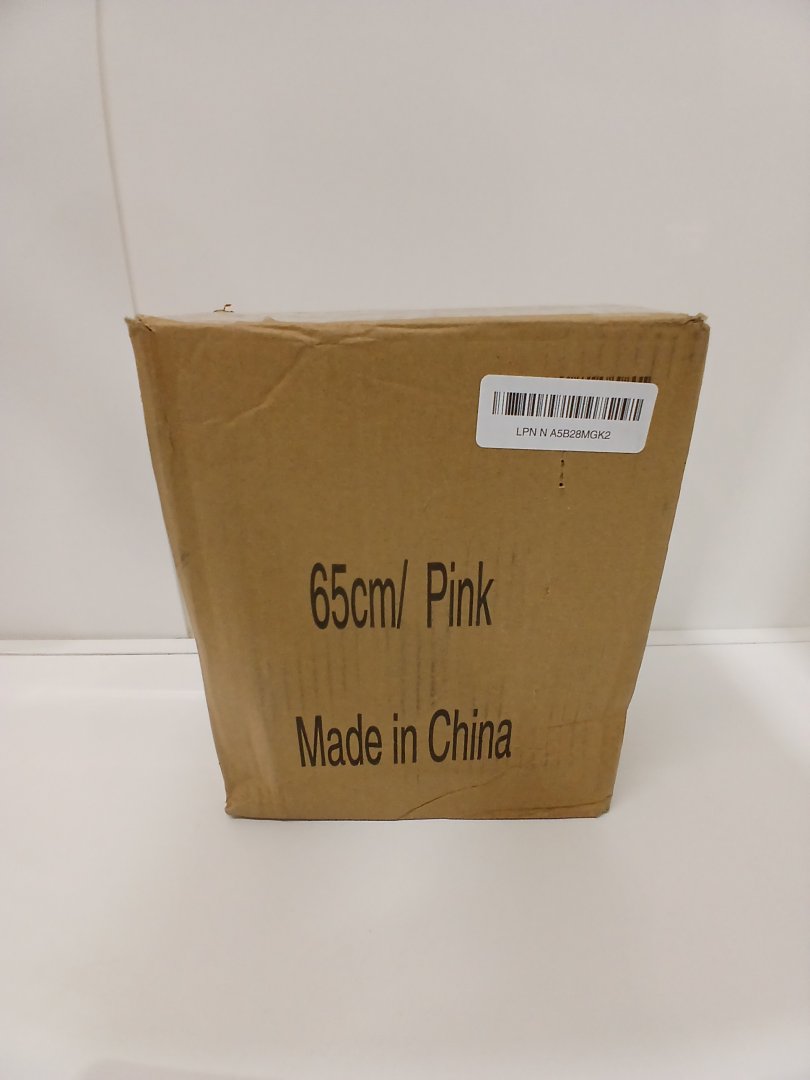 LPN N A5B28MGK2
65cm/ Pink
Made in China